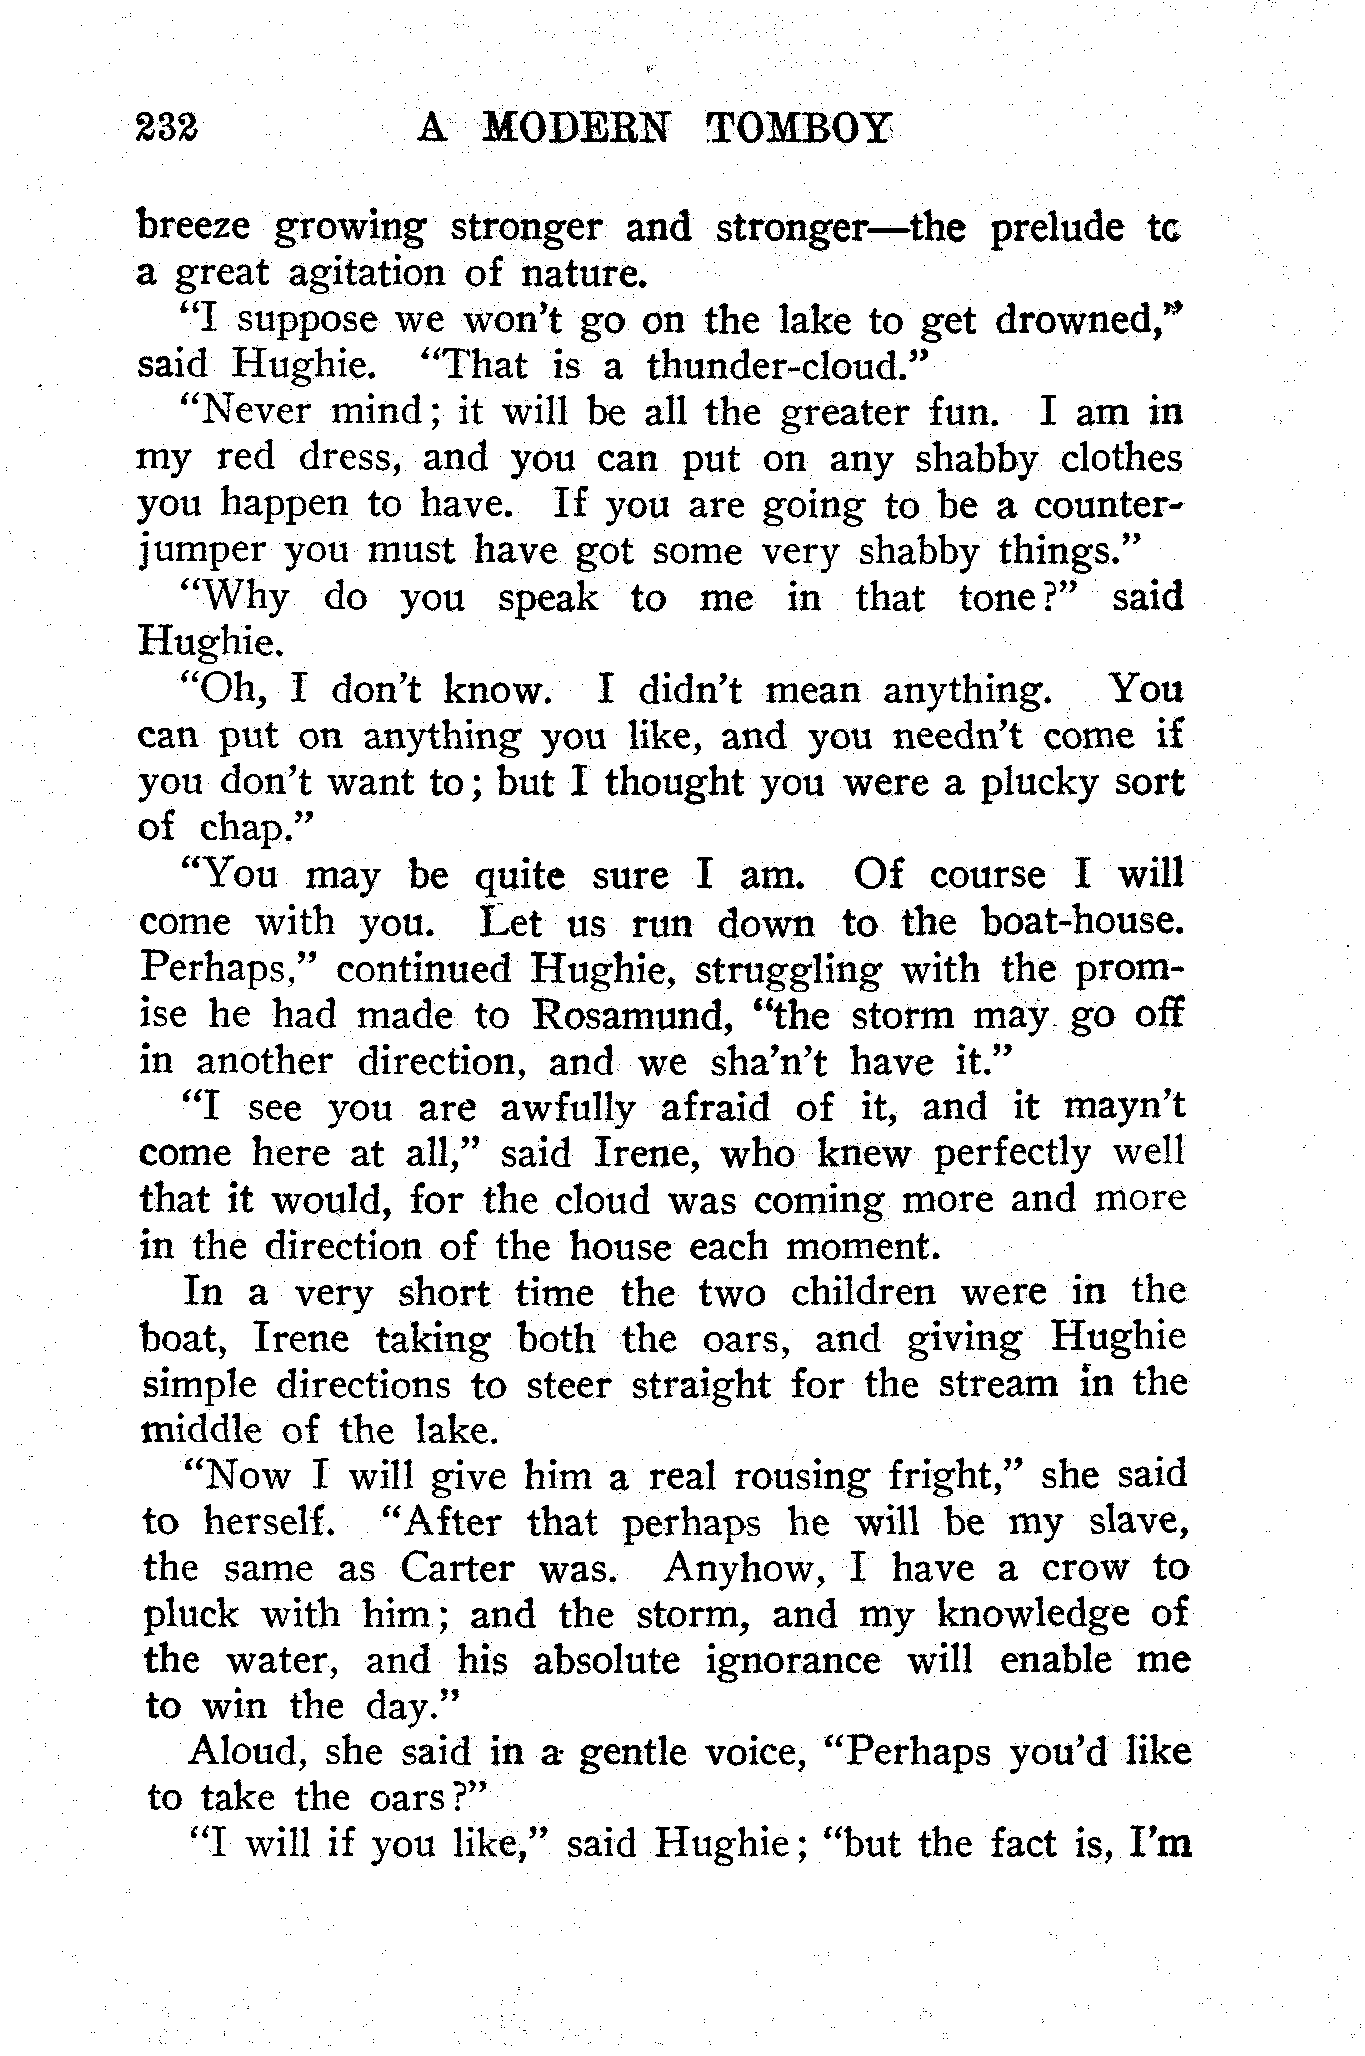 232 A MODERN TOMBOY
breeze growing stronger and stronger—the prelude to
a great agitation of nature.
“I suppose we won’t go on the lake to get drowned,”
said Hughie. “That is a thunder-cloud.”
“Never mind; it will be all the greater fun. I am in
my red dress, and you can put on any shabby clothes
you happen to have. If you are going to be a counter-
jumper you must have got some very shabby things.”
“Why do you speak to me in that tone?” said
Hughie.
“Oh, I don’t know. I didn’t mean anything. You
can put on anything you like, and you needn’t come if
you don’t want to; but I thought you were a plucky sort
of chap.”
“You may be quite sure I am. Of course I will
come with you. Let us run down to the boat-house.
Perhaps,” continued Hughie, struggling with the prom-
ise he had made to Rosamund, “the storm may go off
in another direction, and we sha’n’t have it.”
“I see you are awfully afraid of it, and it mayn’t
come here at all,” said Irene, who knew perfectly well
that it would, for the cloud was coming more and more
in the direction of the house each moment.
In a very short time the two children were in the
boat, Irene taking both the oars, and giving Hughie
simple directions to steer straight for the stream in the
middle of the lake.
“Now I will give him a real rousing fright,” she said
to herself. “After that perhaps he will be my slave,
the same as Carter was. Anyhow, I have a crow to
pluck with him; and the storm, and my knowledge of
the water, and his absolute ignorance will enable me
to win the day.”
Aloud, she said in a gentle voice, “Perhaps you’d like
to take the oars?”
“I will if you like,” said Hughie; “but the fact is, I’m